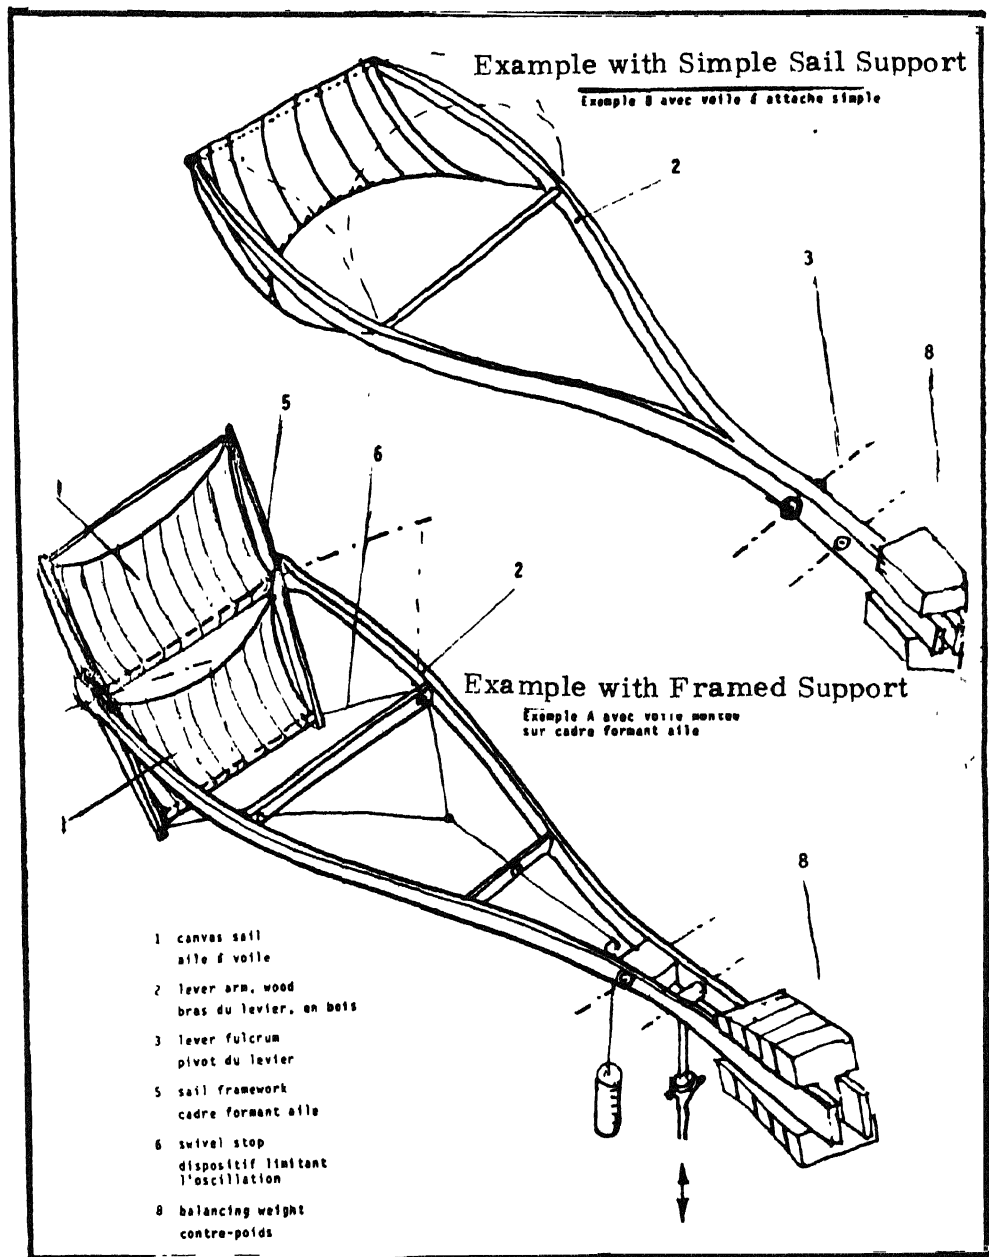 Example with Simple Sail Support
Exemple B avec voile à attache simple
2
3
8
5
6
1
2
Example with Framed Support
Exemple A avec voile montee
sur cadre formant aile
1
8
1 canvas sail
aile à voile
2 lever arm, wood
bras du levier, en bois
3 lever fulcrum
pivot du levier
5 sail framework
cadre formant aile
6 swivel stop
dispositif limitant
l'oscillation
8 balancing weight
contre-poids